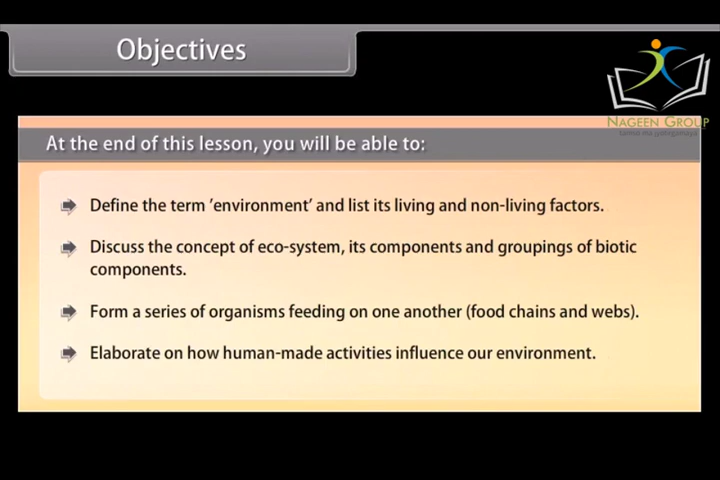 Objectives
NAGEEN GROUP
At the end of this lesson, you will be able to:
Define the term 'environment' and list its living and non-living factors.
Discuss the concept of eco-system, its components and groupings of biotic
components.
Form a series of organisms feeding on one another (food chains and webs).
Elaborate on how human-made activities influence our environment.